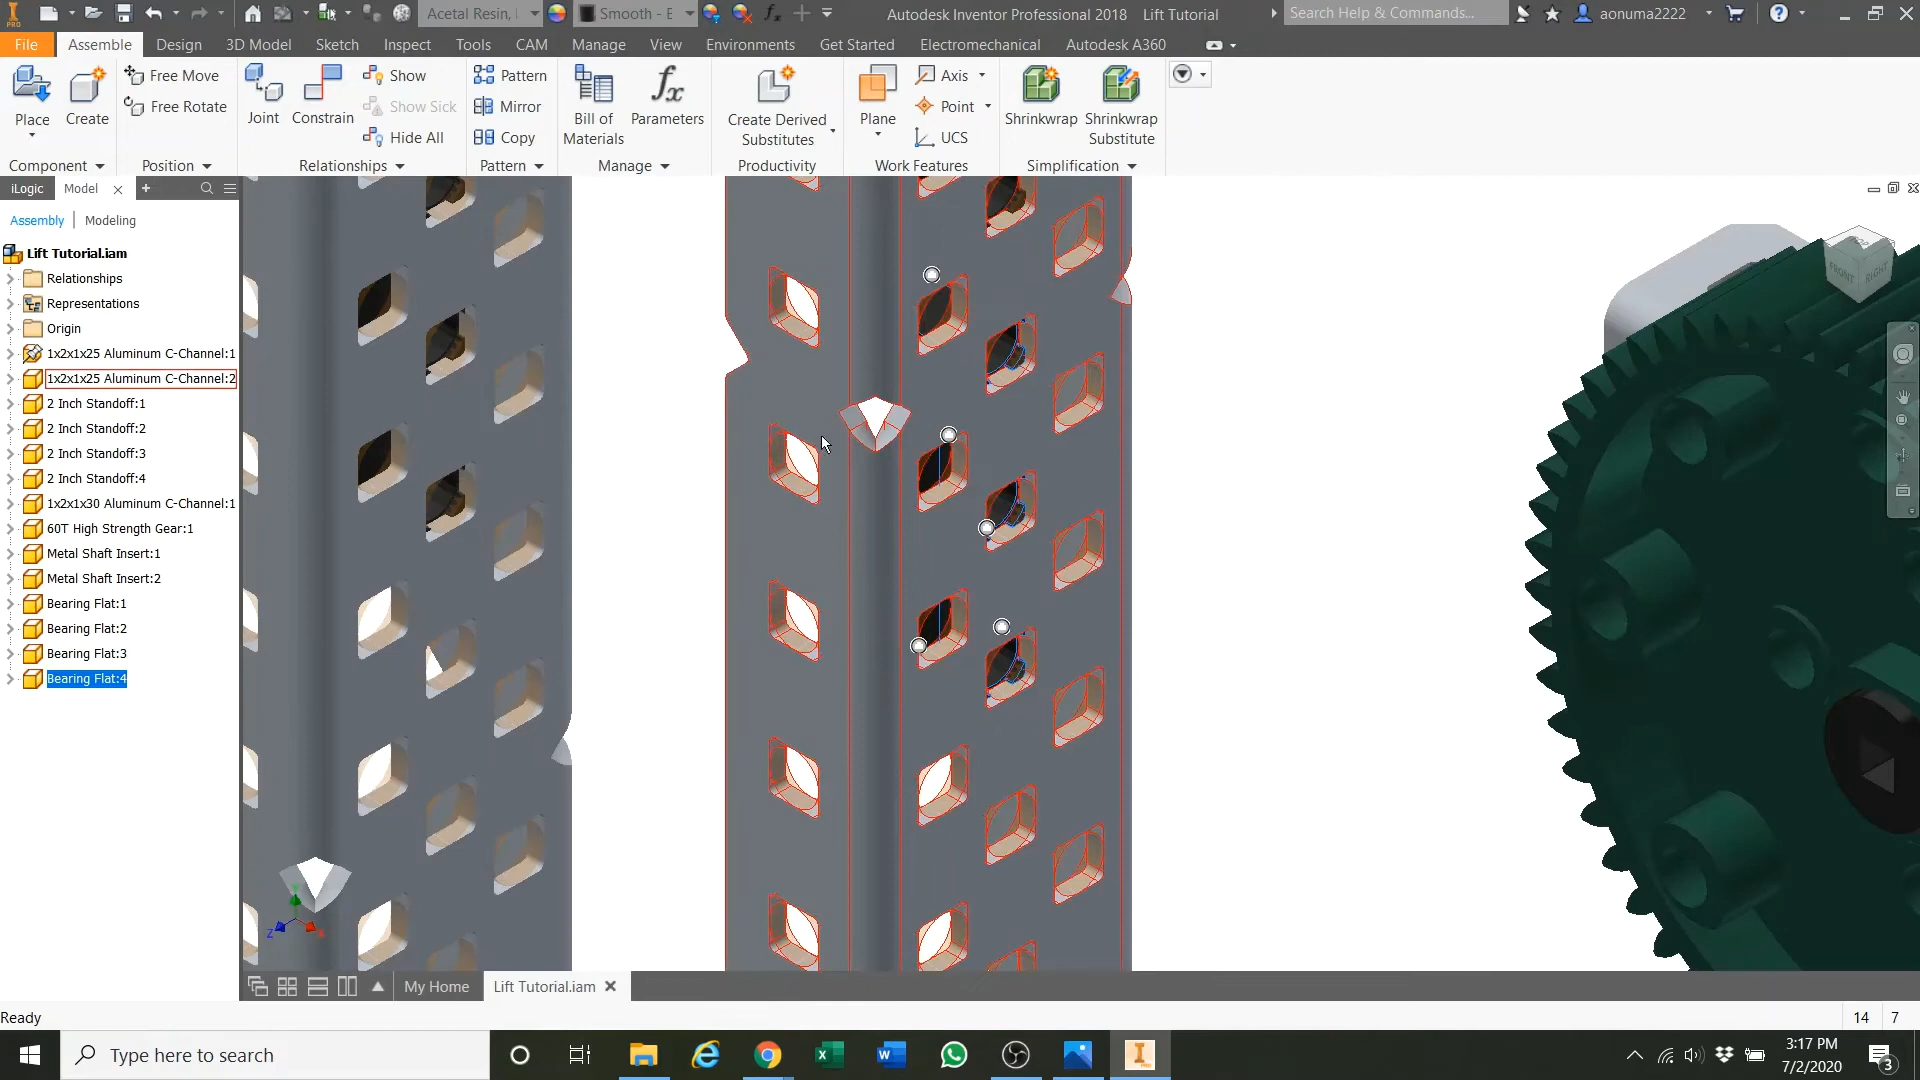 Acetal Resin,
Smooth - E
Autodesk Inventor Professional 2018 Lift Tutorial
Search Help & Commands...
aonuma2222
PRO
File Assemble Design 3D Model Sketch Inspect Tools CAM Manage View Environments Get Started Electromechanical Autodesk A360
Place
Create
Free Move
Free Rotate
Joint
Constrain
Show
Show Sick
Hide All
Pattern
Mirror
Copy
Bill of
Materials
Parameters
Create Derived
Substitutes
Plane
Axis
Point
UCS
Shrinkwrap
Shrinkwrap
Substitute
Component Position Relationships Pattern Manage Productivity Work Features Simplification
iLogic Model
Assembly Modeling
Lift Tutorial.iam
Relationships
Representations
Origin
1x2x1x25 Aluminum C-Channel:1
1x2x1x25 Aluminum C-Channel:2
2 Inch Standoff:1
2 Inch Standoff:2
2 Inch Standoff:3
2 Inch Standoff:4
1x2x1x30 Aluminum C-Channel:1
60T High Strength Gear:1
Metal Shaft Insert:1
Metal Shaft Insert:2
Bearing Flat:1
Bearing Flat:2
Bearing Flat:3
Bearing Flat:4
FRONT RIGHT
My Home Lift Tutorial.iam
Ready
14 7
Type here to search
3:17 PM
7/2/2020
3